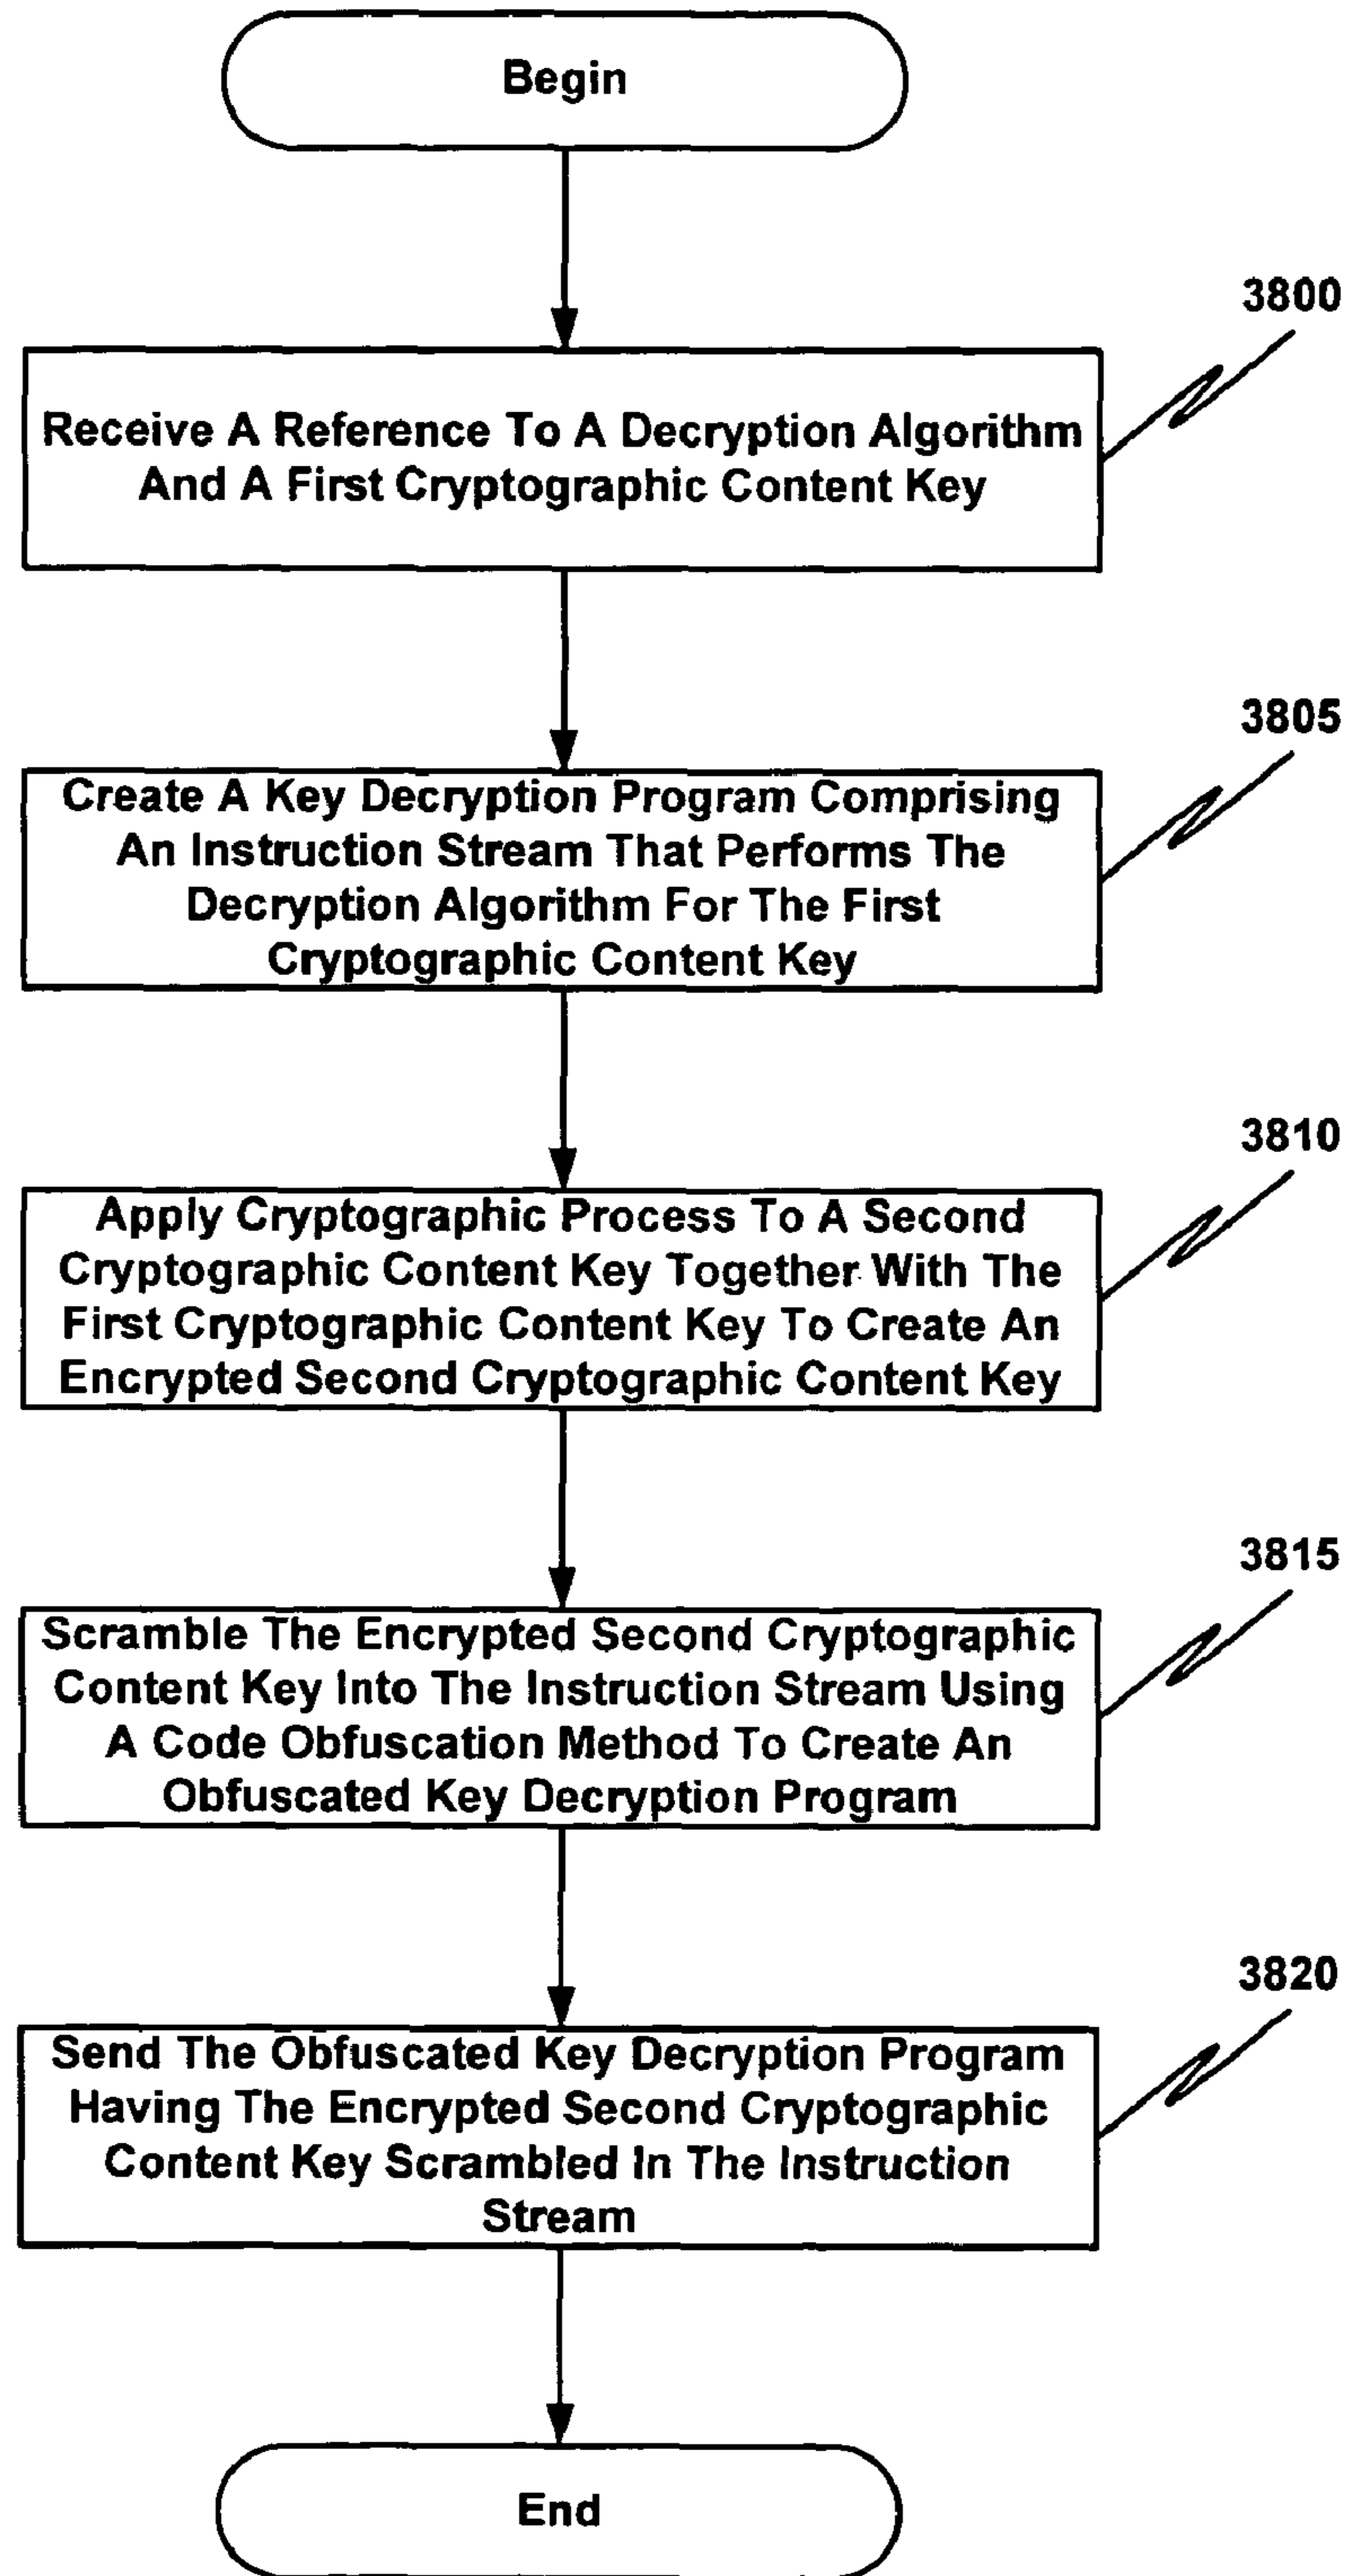 Begin
3800
Receive A Reference To A Decryption Algorithm
And A First Cryptographic Content Key
3805
Create A Key Decryption Program Comprising
An Instruction Stream That Performs The
Decryption Algorithm For The First
Cryptographic Content Key
3810
Apply Cryptographic Process To A Second
Cryptographic Content Key Together With The
First Cryptographic Content Key To Create An
Encrypted Second Cryptographic Content Key
3815
Scramble The Encrypted Second Cryptographic
Content Key Into The Instruction Stream Using
A Code Obfuscation Method To Create An
Obfuscated Key Decryption Program
3820
Send The Obfuscated Key Decryption Program
Having The Encrypted Second Cryptographic
Content Key Scrambled In The Instruction
Stream
End